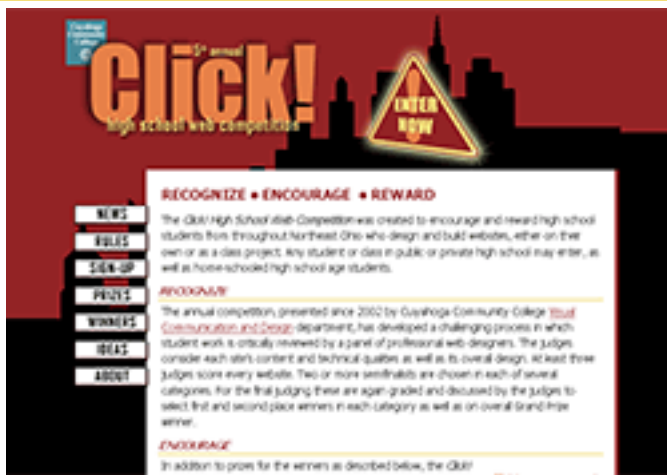 Cuyahoga
Community
College
5th annual
Click!
high school web competition
ENTER
NOW
NEWS
RULES
SIGN-UP
PRIZES
WINNERS
IDEAS
ABOUT
RECOGNIZE • ENCOURAGE • REWARD
The Click! High School Web Competition was created to encourage and reward high school
students from throughout Northeast Ohio who design and build websites, either on their
own or as a class project. Any student or class in public or private high school may enter, as
well as home-schooled high school age students.
RECOGNIZE
The annual competition, presented since 2002 by Cuyahoga Community College Visual
Communication and Design department, has developed a challenging process in which
student work is critically reviewed by a panel of professional web designers. The judges
consider each site's content and technical qualities as well as its overall design. At least three
judges score every website. Two or more semifinalists are chosen in each of several
categories. For the final judging these are again graded and discussed by the judges to
select first and second place winners in each category as well as an overall Grand Prize
winner.
ENCOURAGE
In addition to prizes for the winners as described below, the Click!